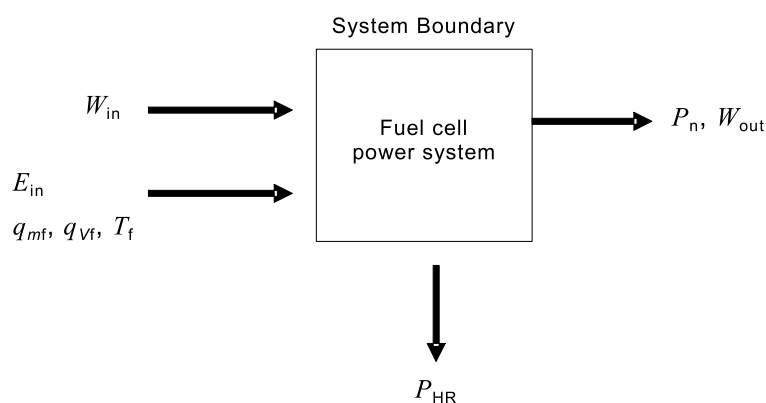 System Boundary
W_in
Fuel cell
power system
P_n, W_out
E_in
q_mf, q_Vf, T_f
P_HR